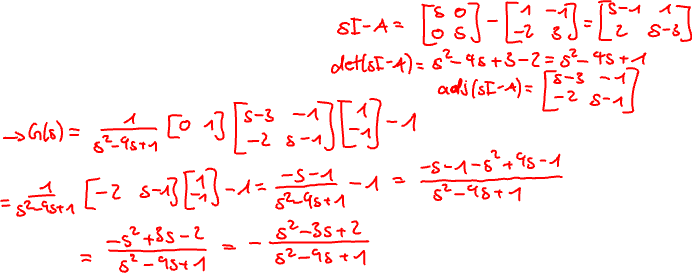 sI-A = [s 0; 0 s] - [1 -1; -2 3] = [s-1 1; 2 s-3]
det(sI-A) = s²-4s+3-2 = s²-4s+1
adj(sI-A) = [s-3 -1; -2 s-1]
→ G(s) = 1/(s²-4s+1) [0 1] [s-3 -1; -2 s-1] [1; -1] - 1
= 1/(s²-4s+1) [-2 s-1] [1; -1] - 1 = (-s-1)/(s²-4s+1) - 1 = (-s-1-s²+4s-1)/(s²-4s+1)
= (-s²+3s-2)/(s²-4s+1) = - (s²-3s+2)/(s²-4s+1)